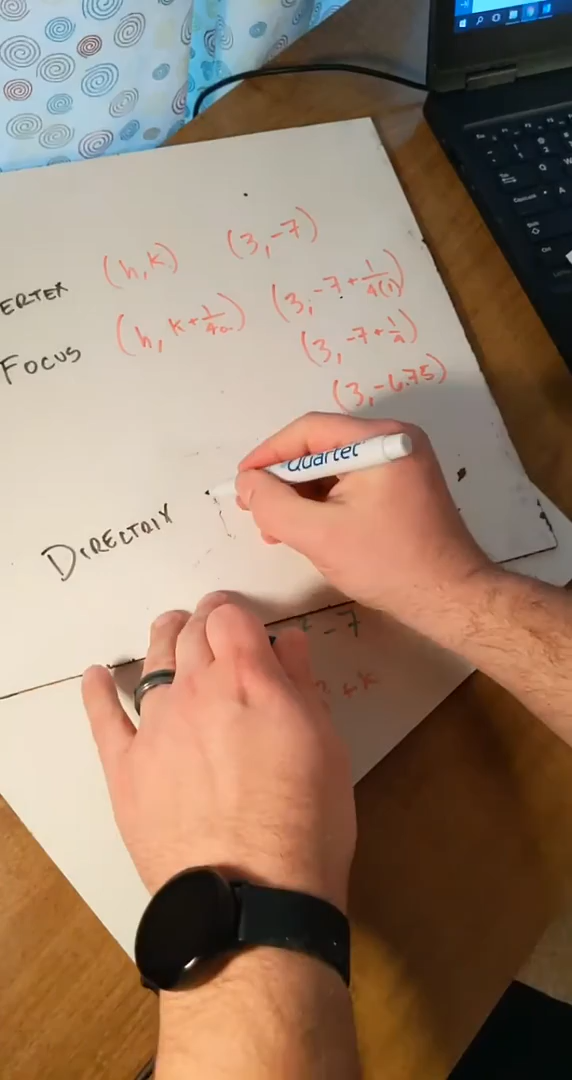 ERTEX (h,k) (3,-7)
FOCUS (h, k+1/4a) (3,-7+1/4(1))
(3,-7+1/4)
(3,-6.75)
Quartet
DIRECTRIX
-7
+k